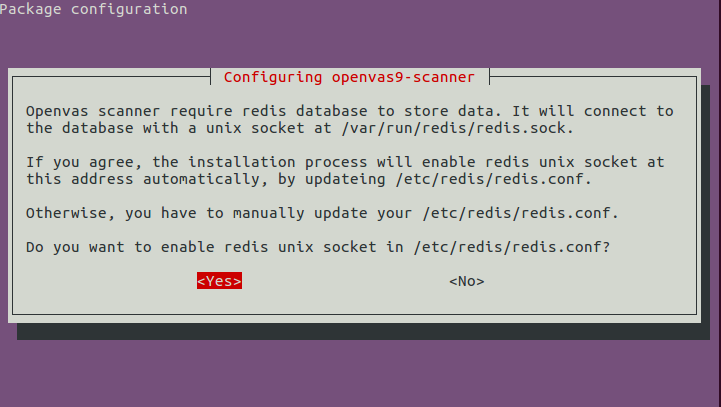 Package configuration
Configuring openvas9-scanner
Openvas scanner require redis database to store data. It will connect to
the database with a unix socket at /var/run/redis/redis.sock.
If you agree, the installation process will enable redis unix socket at
this address automatically, by updateing /etc/redis/redis.conf.
Otherwise, you have to manually update your /etc/redis/redis.conf.
Do you want to enable redis unix socket in /etc/redis/redis.conf?
<Yes> <No>